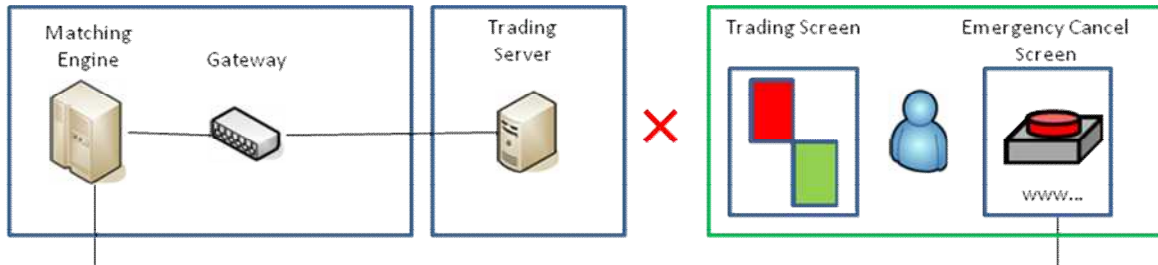 Matching
Engine
Gateway
Trading
Server
Trading Screen
Emergency Cancel
Screen
www...